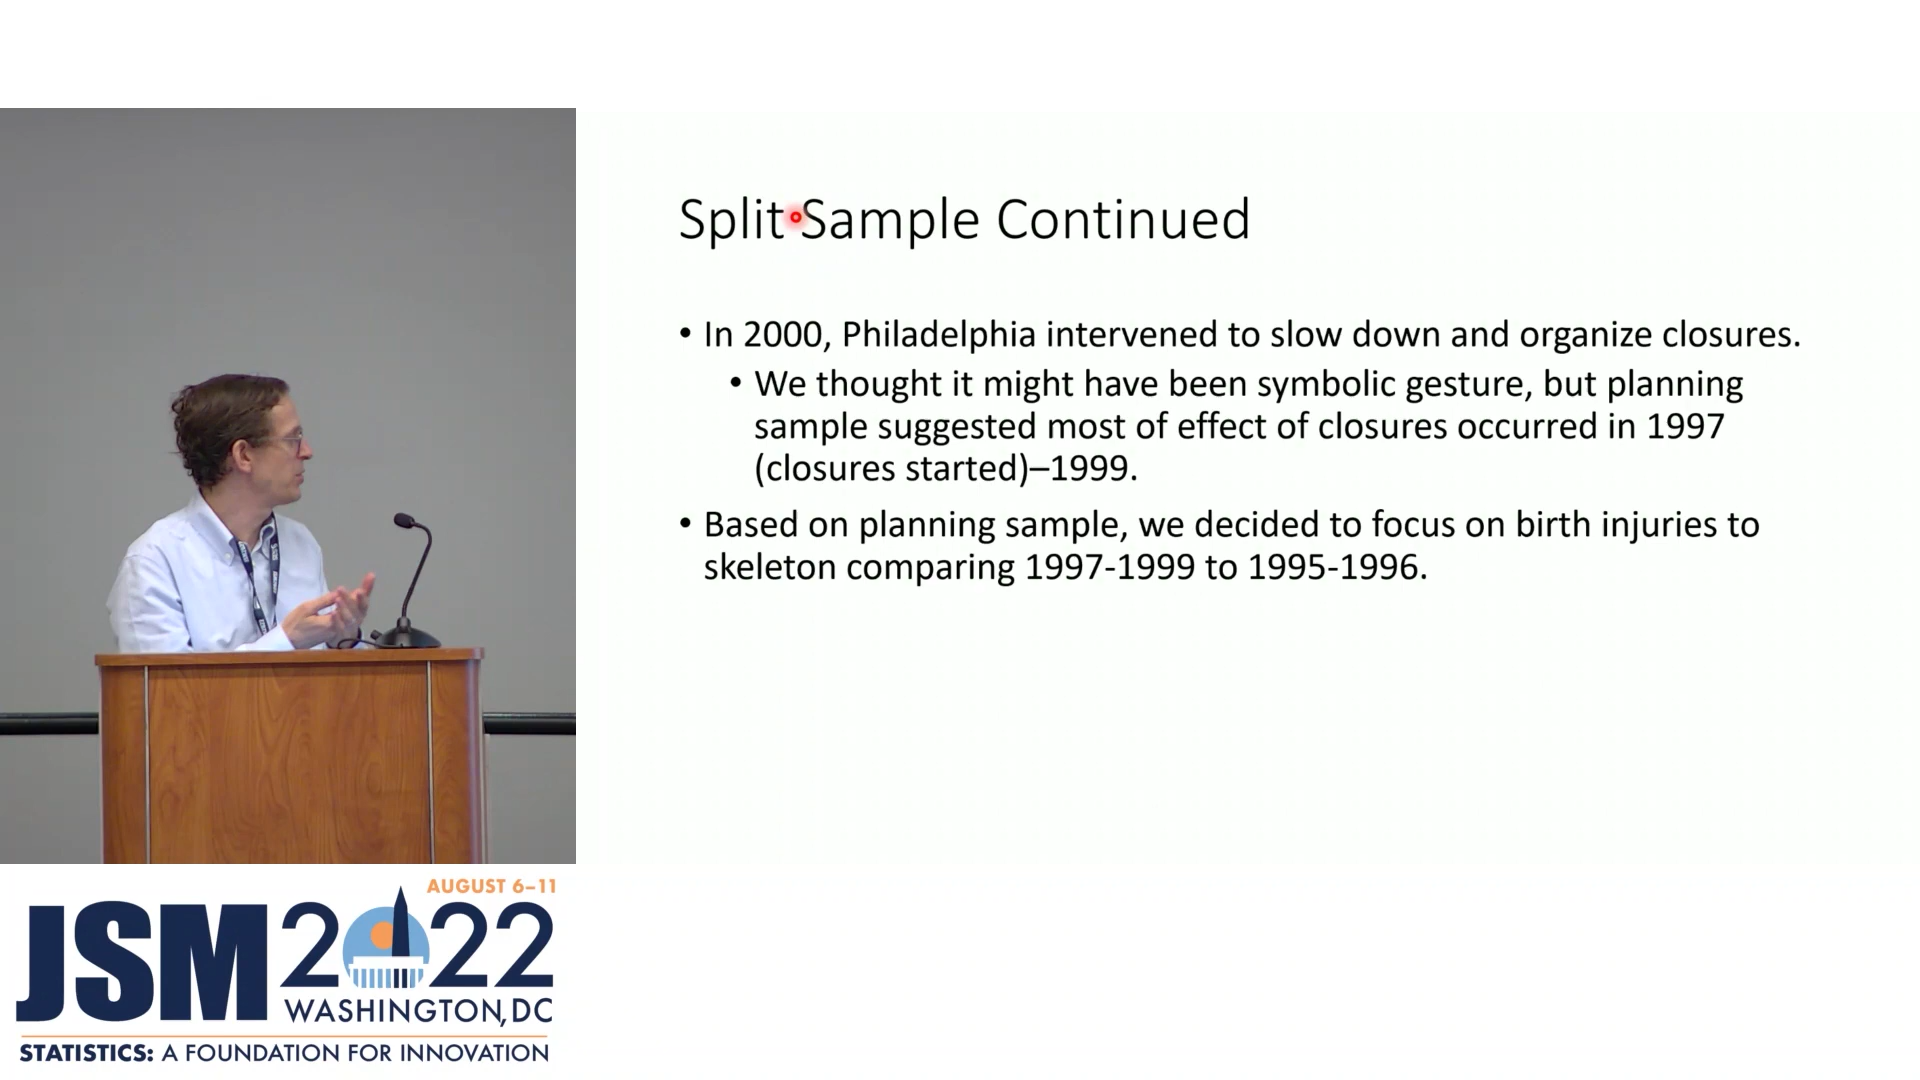 Split Sample Continued
• In 2000, Philadelphia intervened to slow down and organize closures.
• We thought it might have been symbolic gesture, but planning
sample suggested most of effect of closures occurred in 1997
(closures started)–1999.
• Based on planning sample, we decided to focus on birth injuries to
skeleton comparing 1997-1999 to 1995-1996.
AUGUST 6–11
JSM 2022
WASHINGTON, DC
STATISTICS: A FOUNDATION FOR INNOVATION